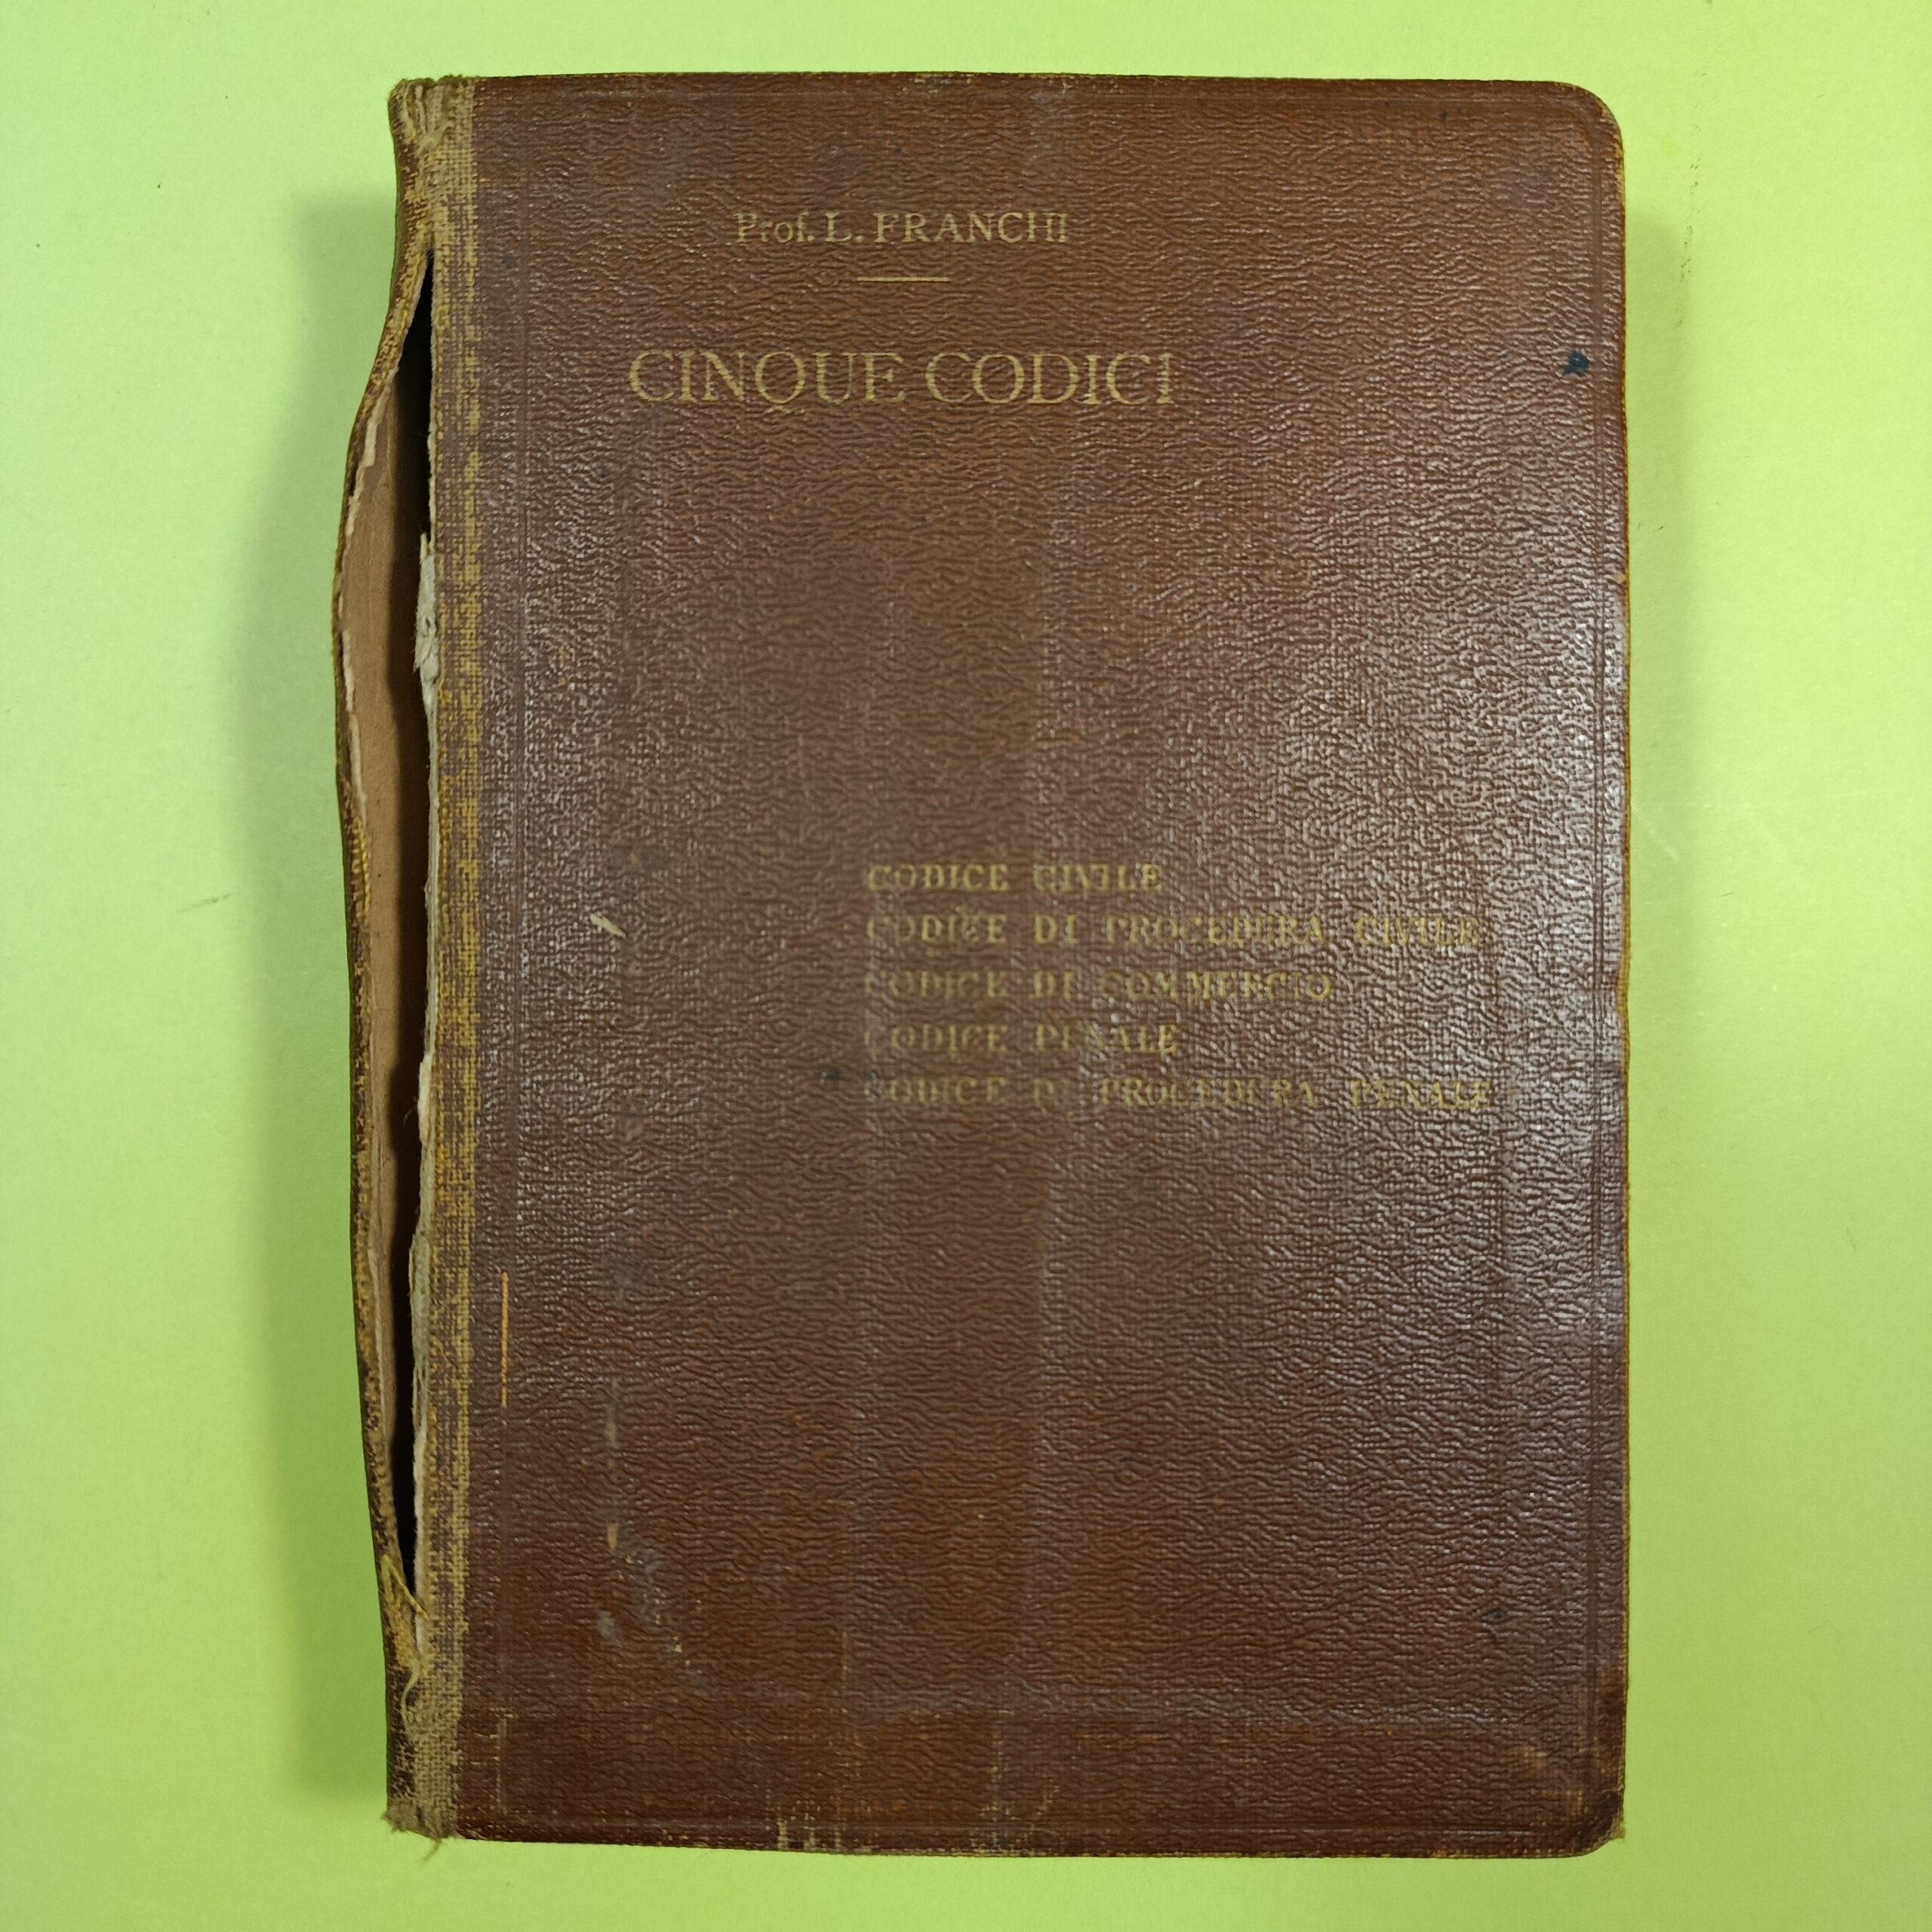 Prof. L. FRANCHI
CINQUE CODICI
CODICE CIVILE
CODICE DI PROCEDURA CIVILE
CODICE DI COMMERCIO
CODICE PENALE
CODICE DI PROCEDURA PENALE